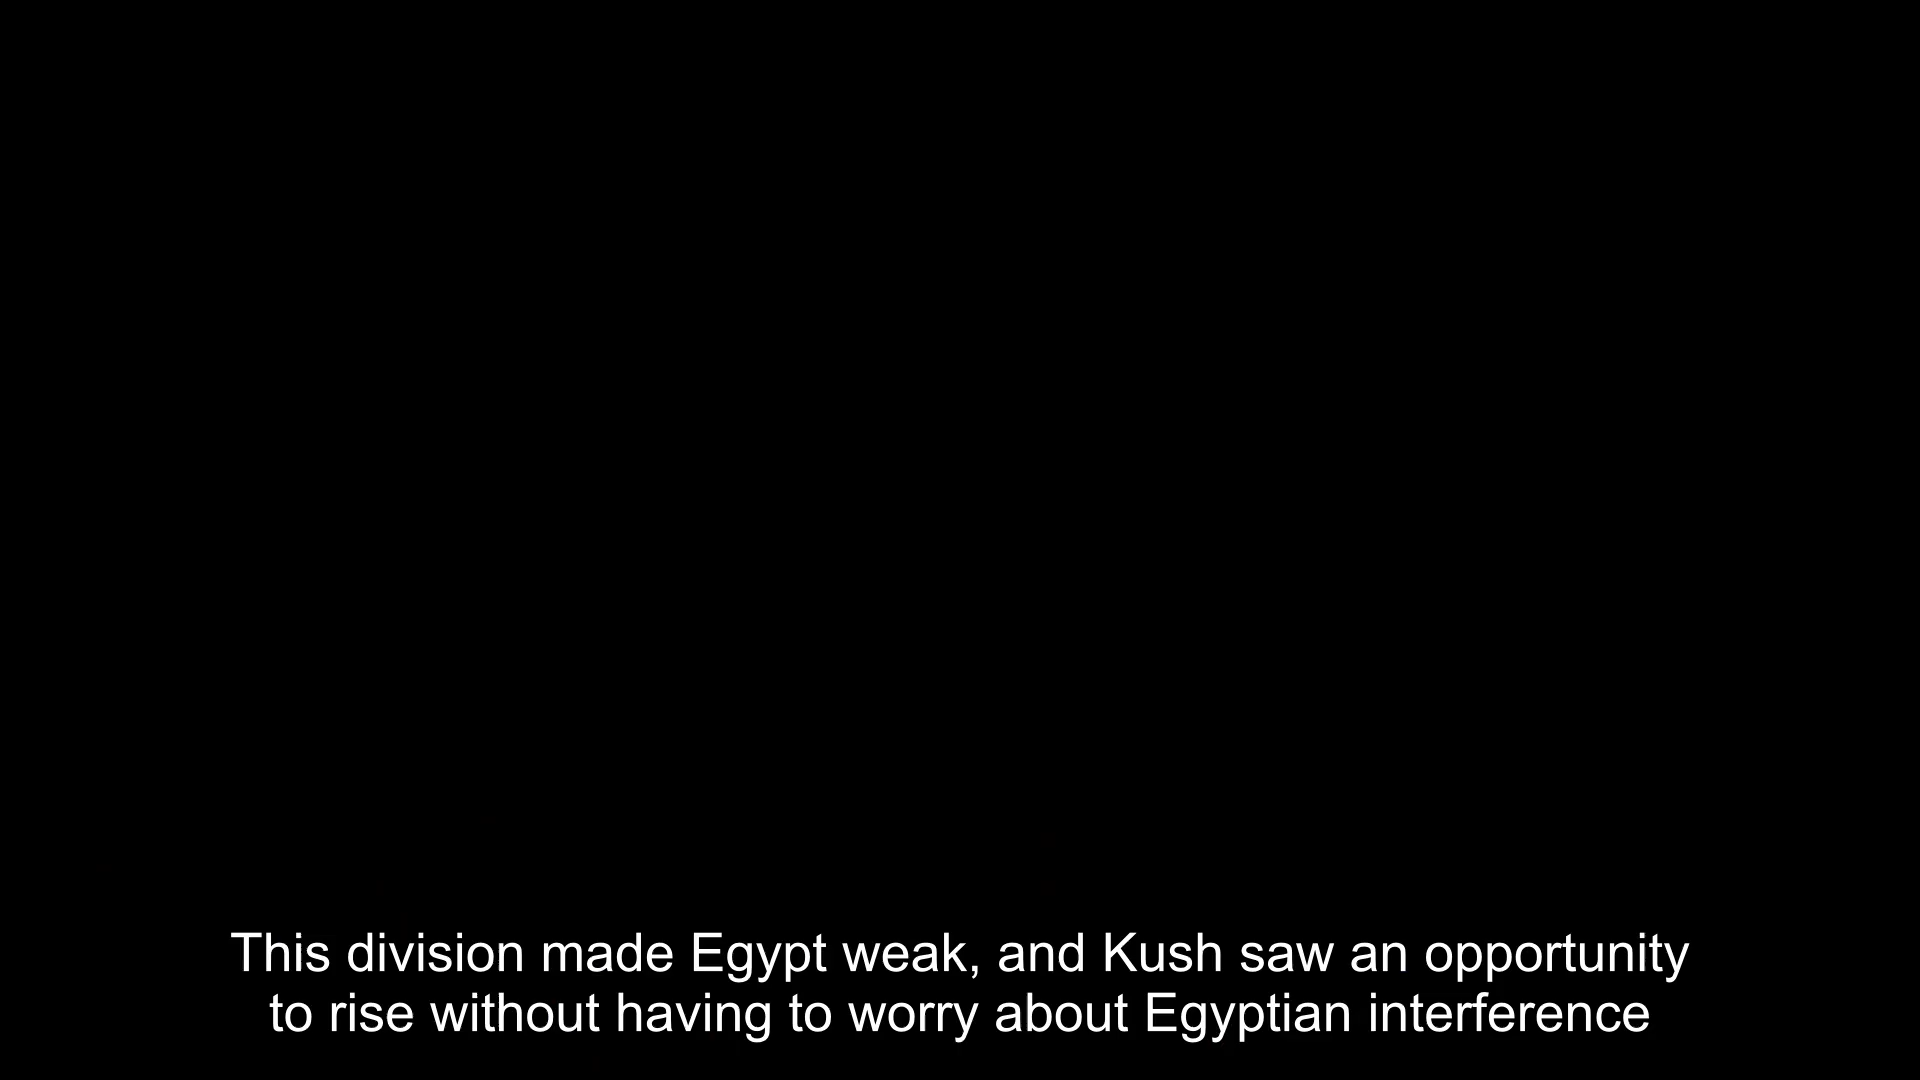 This division made Egypt weak, and Kush saw an opportunity
to rise without having to worry about Egyptian interference